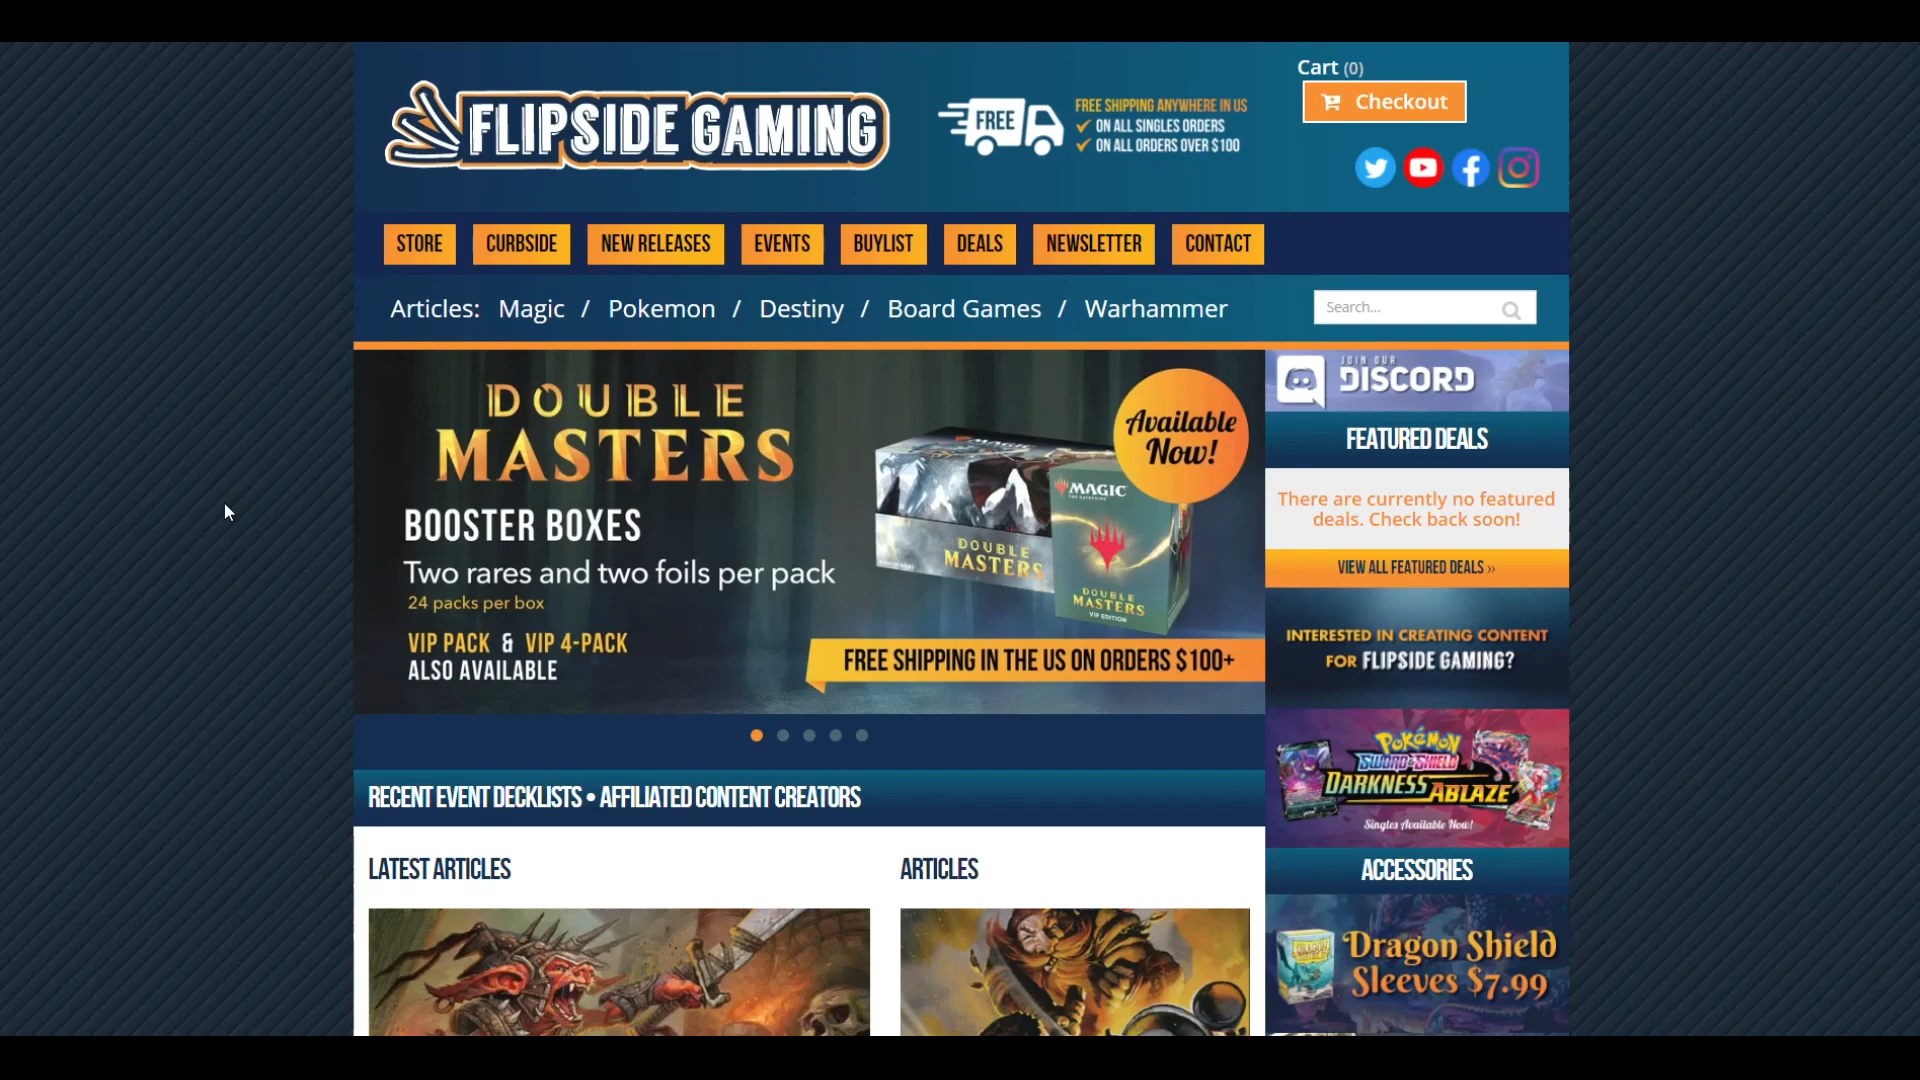 Cart (0)
Checkout
FLIPSIDE GAMING
FREE
FREE SHIPPING ANYWHERE IN US
ON ALL SINGLES ORDERS
ON ALL ORDERS OVER $100
STORE
CURBSIDE
NEW RELEASES
EVENTS
BUYLIST
DEALS
NEWSLETTER
CONTACT
Articles: Magic / Pokemon / Destiny / Board Games / Warhammer
Search...
DOUBLE
MASTERS
BOOSTER BOXES
Two rares and two foils per pack
24 packs per box
VIP PACK & VIP 4-PACK
ALSO AVAILABLE
Available
Now!
MAGIC
DOUBLE
MASTERS
MAGIC
DOUBLE
MASTERS
VIP EDITION
FREE SHIPPING IN THE US ON ORDERS $100+
JOIN OUR
DISCORD
FEATURED DEALS
There are currently no featured
deals. Check back soon!
VIEW ALL FEATURED DEALS »
INTERESTED IN CREATING CONTENT
FOR FLIPSIDE GAMING?
POKéMON
SWORD & SHIELD
DARKNESS ABLAZE
Singles Available Now!
ACCESSORIES
Dragon Shield
Sleeves $7.99
RECENT EVENT DECKLISTS • AFFILIATED CONTENT CREATORS
LATEST ARTICLES
ARTICLES